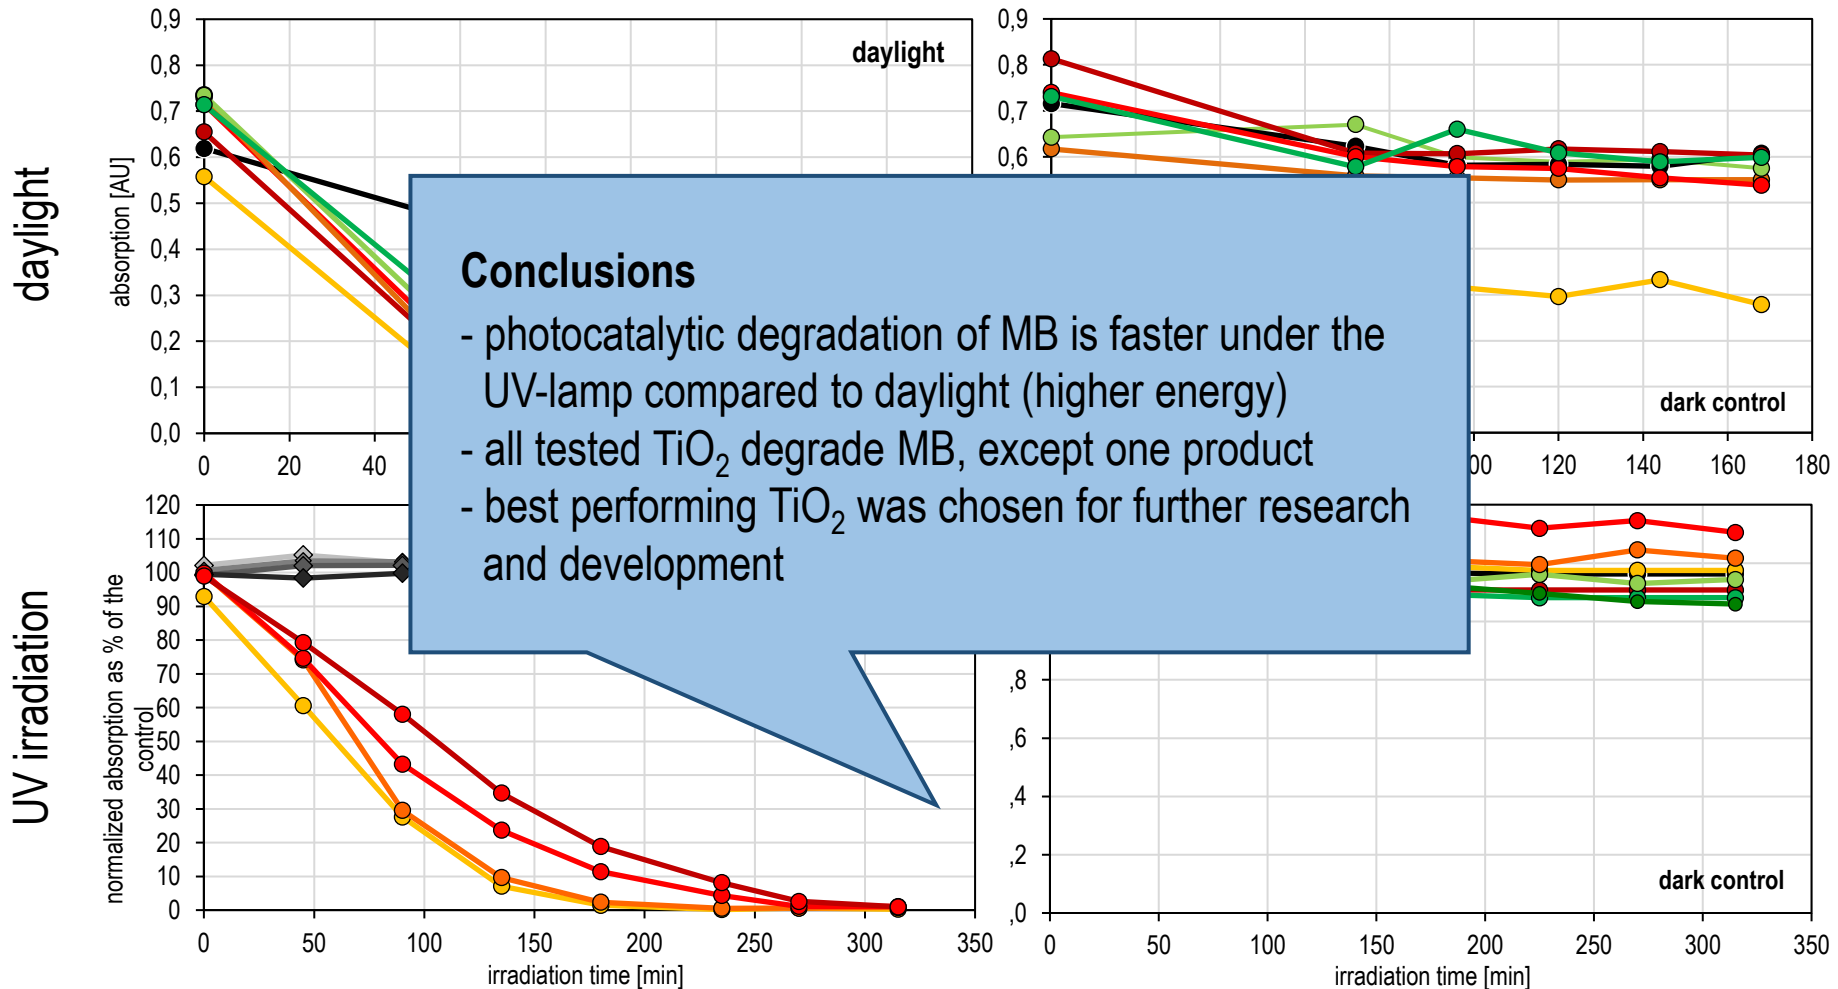 daylight
absorption [AU]
0,9
0,8
0,7
0,6
0,5
0,4
0,3
0,2
0,1
0,0
daylight
0 20 40
0,9
0,8
0,7
0,6
dark control
00 120 140 160 180
Conclusions
- photocatalytic degradation of MB is faster under the
UV-lamp compared to daylight (higher energy)
- all tested TiO₂ degrade MB, except one product
- best performing TiO₂ was chosen for further research
and development
UV irradiation
normalized absorption as % of the
control
120
110
100
90
80
70
60
50
40
30
20
10
0
0 50 100 150 200 250 300 350
irradiation time [min]
,8
,6
,4
,2
,0
dark control
0 50 100 150 200 250 300 350
irradiation time [min]